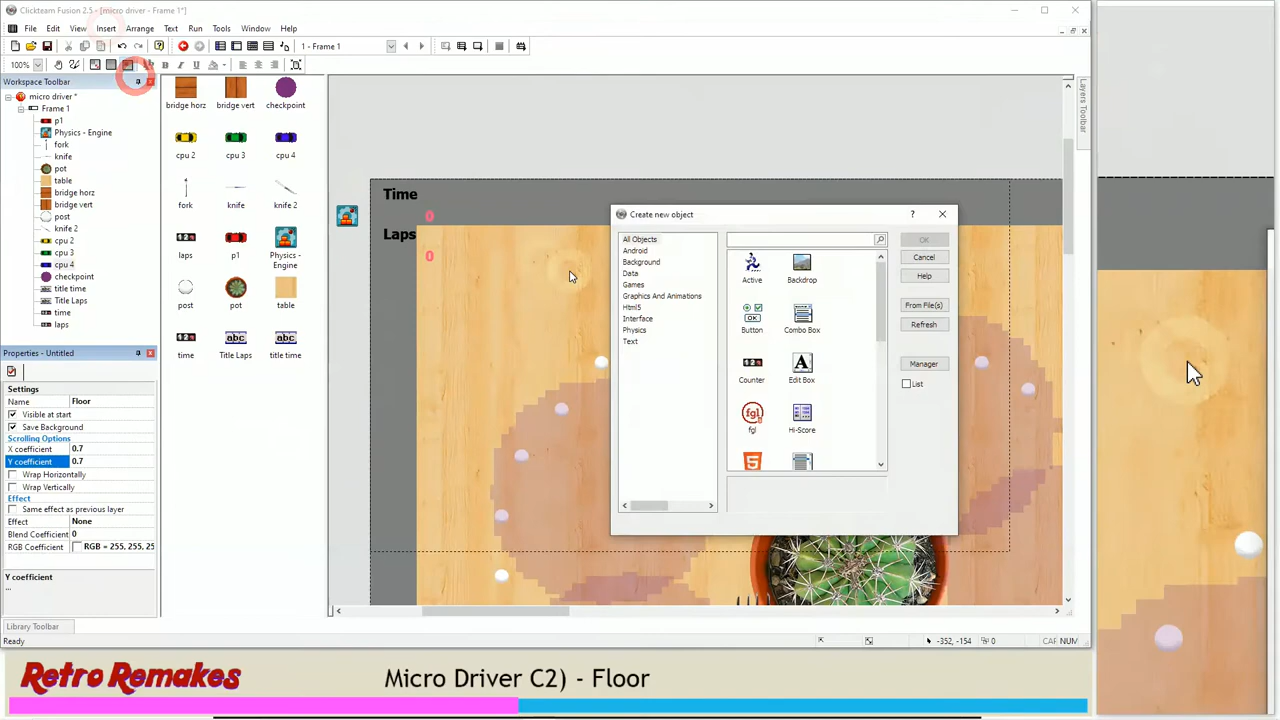 Clickteam Fusion 2.5 - [micro driver - Frame 1*]
File Edit View Insert Arrange Text Run Tools Window Help
1 - Frame 1
100%
Workspace Toolbar
micro driver *
Frame 1
p1
Physics - Engine
fork
knife
pot
table
bridge horz
bridge vert
post
knife 2
cpu 2
cpu 3
cpu 4
checkpoint
title time
Title Laps
time
laps
bridge horz bridge vert checkpoint
cpu 2 cpu 3 cpu 4
fork knife knife 2
laps p1 Physics - Engine
post pot table
time Title Laps title time
Properties - Untitled
Settings
Name Floor
Visible at start
Save Background
Scrolling Options
X coefficient 0.7
Y coefficient 0.7
Wrap Horizontally
Wrap Vertically
Effect
Same effect as previous layer
Effect None
Blend Coefficient 0
RGB Coefficient RGB = 255, 255, 25
Y coefficient
...
Library Toolbar
Ready
Time
0
Laps
0
Layers Toolbar
Create new object
?
All Objects
Android
Background
Data
Games
Graphics And Animations
Html5
Interface
Physics
Text
Active Backdrop
Button Combo Box
Counter Edit Box
fgl Hi-Score
OK
Cancel
Help
From File(s)
Refresh
Manager
List
-352, -154
0
CAP NUM
Retro Remakes
Micro Driver C2) - Floor